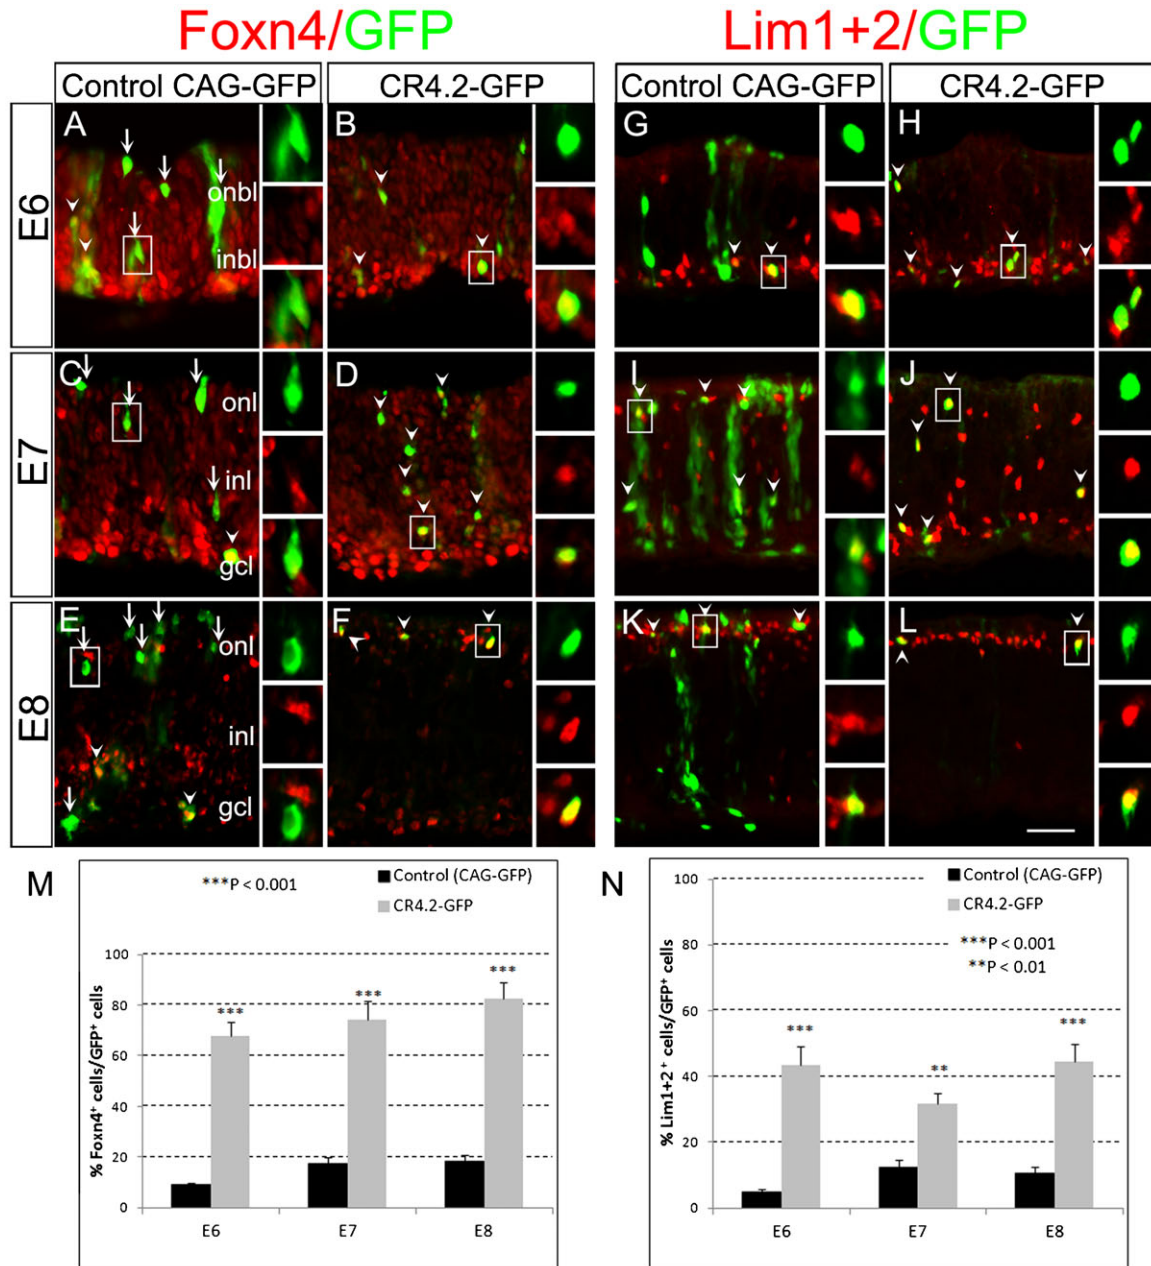 Foxn4/GFP
Lim1+2/GFP
Control CAG-GFP
CR4.2-GFP
Control CAG-GFP
CR4.2-GFP
E6
A
onbl
inbl
B
G
H
E7
C
onl
inl
gcl
D
I
J
E8
E
onl
inl
gcl
F
K
L
M
***P < 0.001
Control (CAG-GFP)
CR4.2-GFP
% Foxn4⁺ cells/GFP⁺ cells
100
80
60
40
20
0
***
***
***
E6
E7
E8
N
Control (CAG-GFP)
CR4.2-GFP
***P < 0.001
**P < 0.01
% Lim1+2⁺ cells/GFP⁺ cells
100
80
60
40
20
0
***
**
***
E6
E7
E8